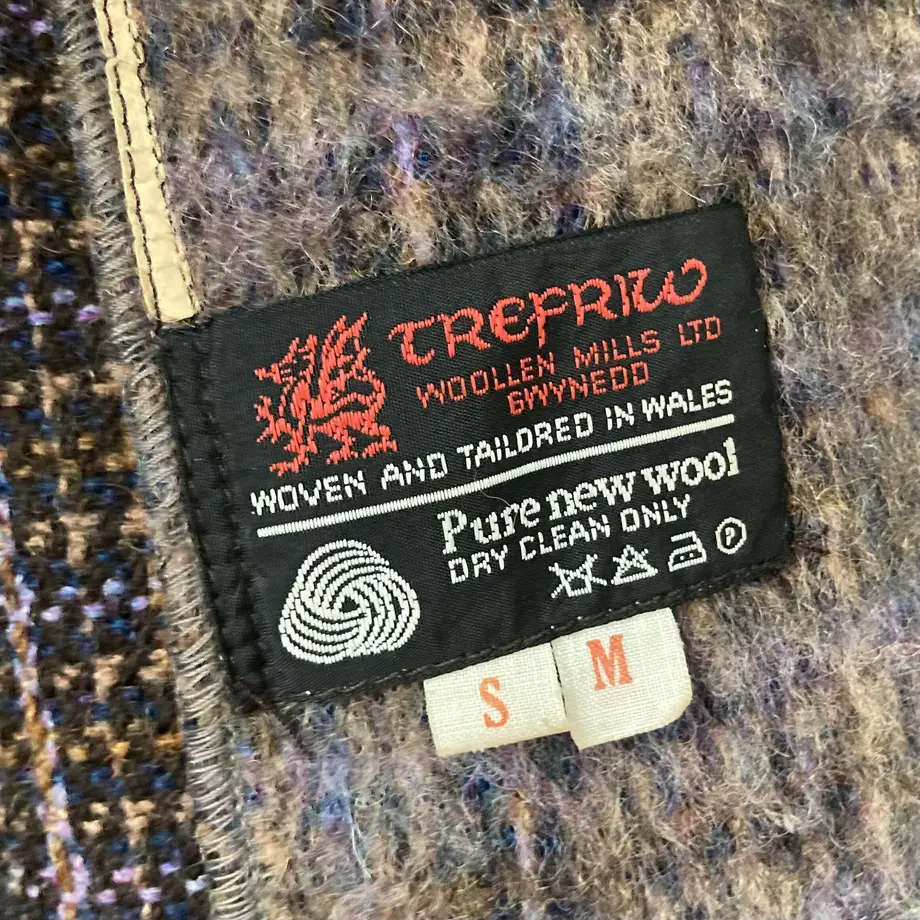 TREFRIW
WOOLLEN MILLS LTD
GWYNEDD
WOVEN AND TAILORED IN WALES
Pure new wool
DRY CLEAN ONLY
P
S
M